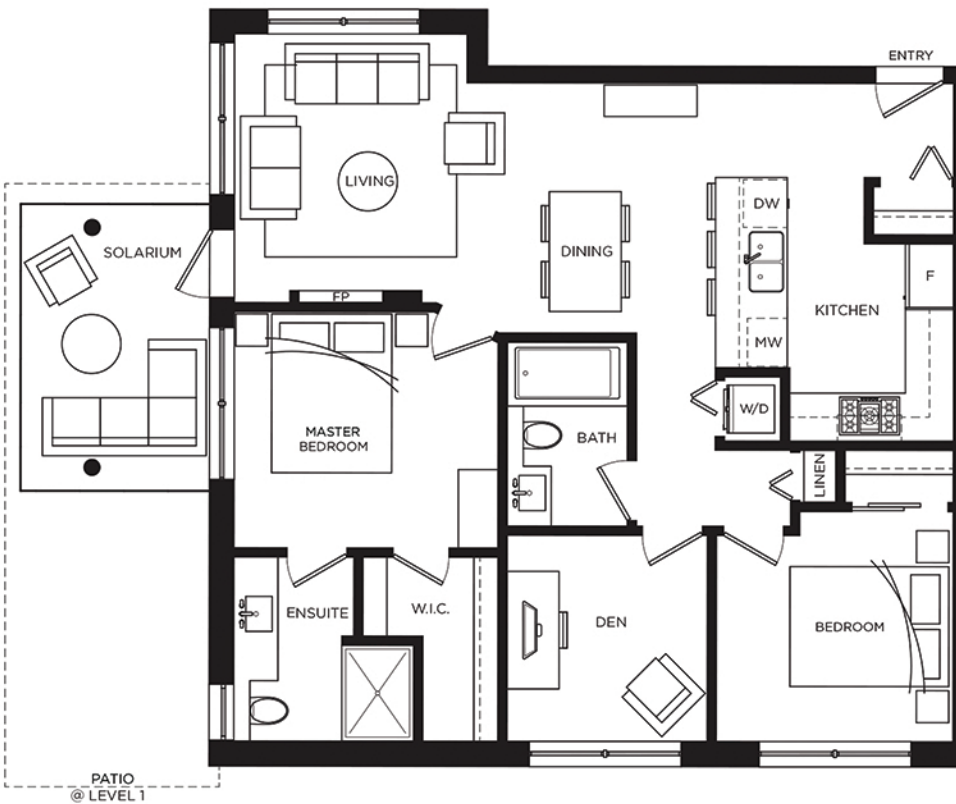 ENTRY
LIVING
DW
SOLARIUM
DINING
F
FP
KITCHEN
MW
W/D
MASTER
BEDROOM
BATH
LINEN
ENSUITE
W.I.C.
DEN
BEDROOM
PATIO
@ LEVEL 1